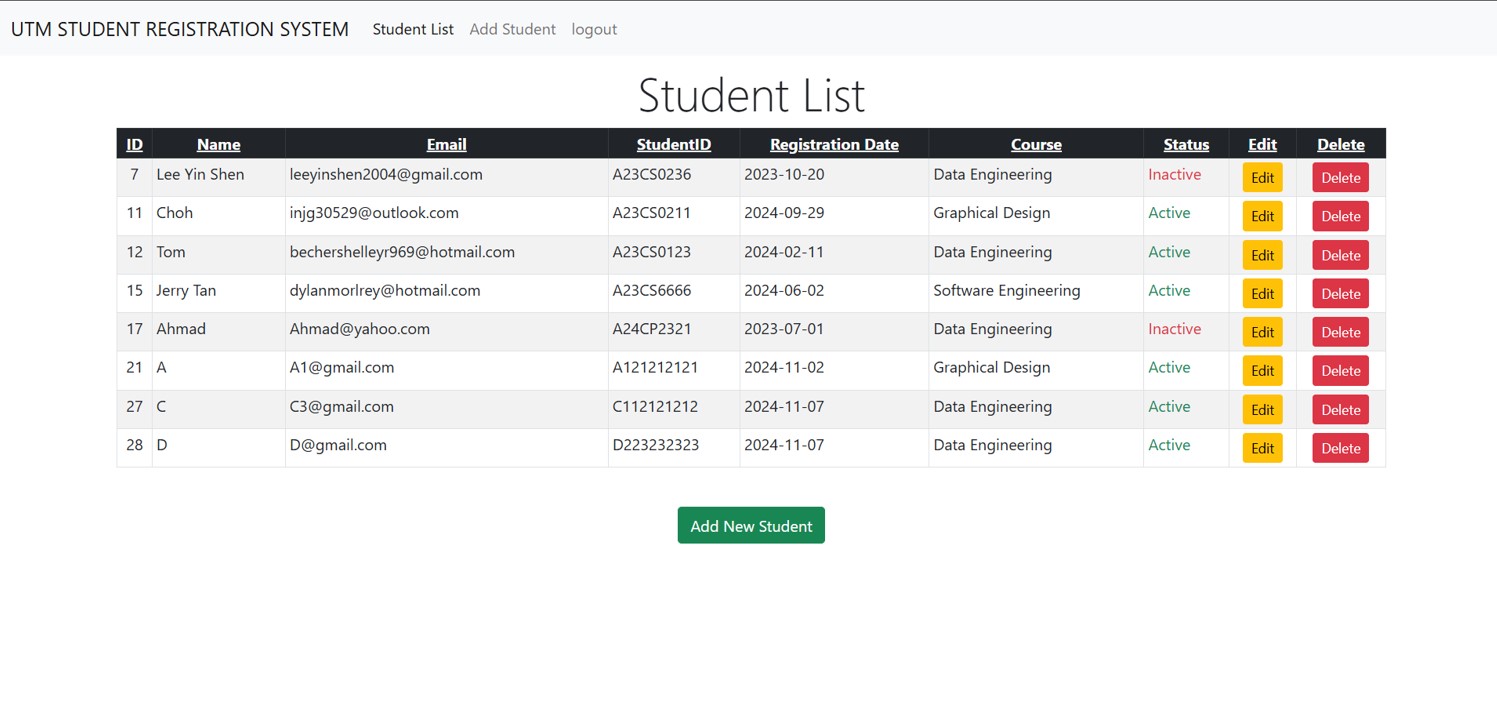 UTM STUDENT REGISTRATION SYSTEM Student List Add Student logout
Student List
ID Name Email StudentID Registration Date Course Status Edit Delete
7 Lee Yin Shen leeyinshen2004@gmail.com A23CS0236 2023-10-20 Data Engineering Inactive Edit Delete
11 Choh injg30529@outlook.com A23CS0211 2024-09-29 Graphical Design Active Edit Delete
12 Tom bechershelleyr969@hotmail.com A23CS0123 2024-02-11 Data Engineering Active Edit Delete
15 Jerry Tan dylanmorlrey@hotmail.com A23CS6666 2024-06-02 Software Engineering Active Edit Delete
17 Ahmad Ahmad@yahoo.com A24CP2321 2023-07-01 Data Engineering Inactive Edit Delete
21 A A1@gmail.com A121212121 2024-11-02 Graphical Design Active Edit Delete
27 C C3@gmail.com C112121212 2024-11-07 Data Engineering Active Edit Delete
28 D D@gmail.com D223232323 2024-11-07 Data Engineering Active Edit Delete
Add New Student